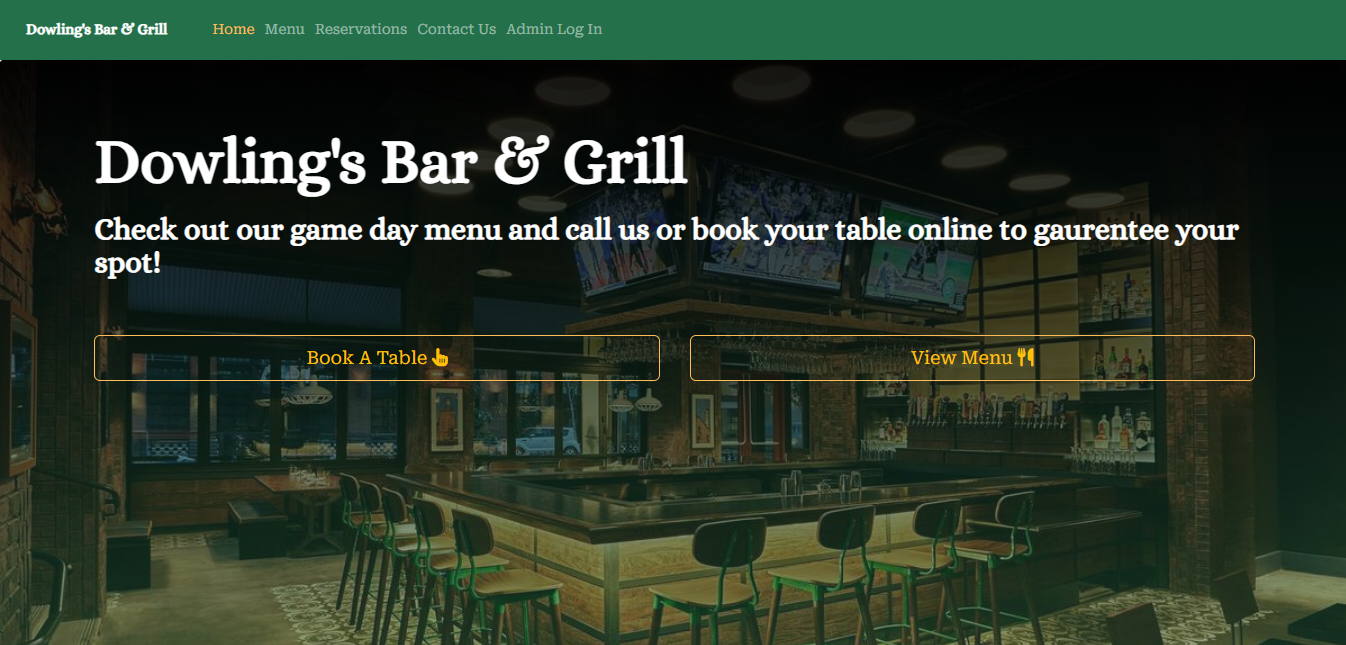 Dowling's Bar & Grill Home Menu Reservations Contact Us Admin Log In
Dowling's Bar & Grill
Check out our game day menu and call us or book your table online to gaurentee your
spot!
Book A Table View Menu